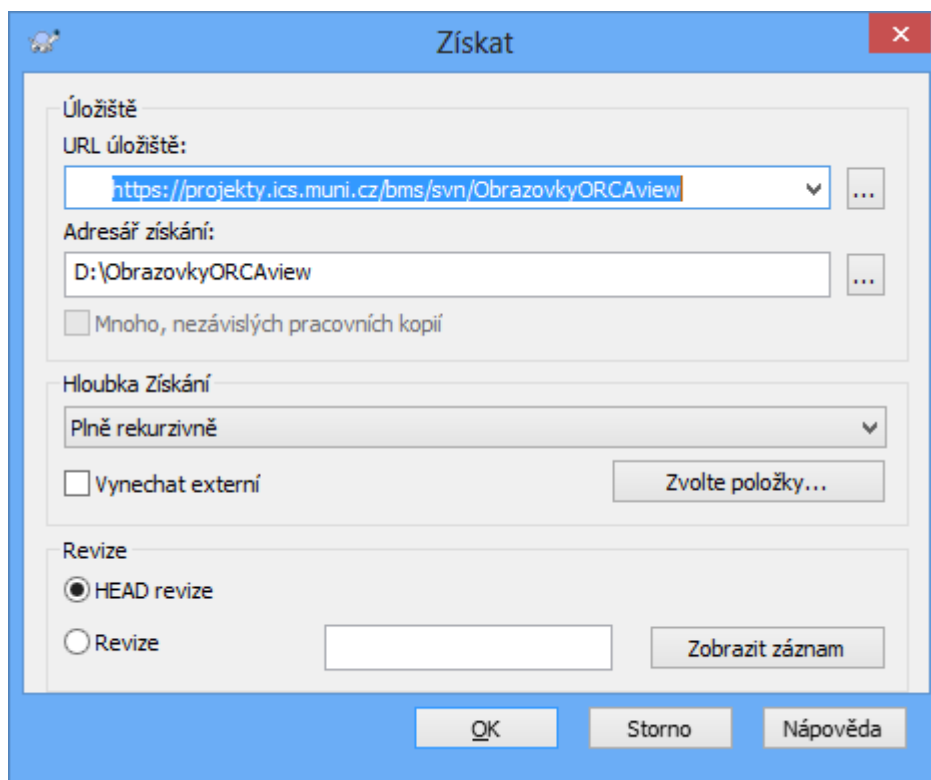 Získat
Úložiště
URL úložiště:
https://projekty.ics.muni.cz/bms/svn/ObrazovkyORCAview
...
Adresář získání:
D:\ObrazovkyORCAview
...
Mnoho, nezávislých pracovních kopií
Hloubka Získání
Plně rekurzivně
Vynechat externí
Zvolte položky...
Revize
HEAD revize
Revize
Zobrazit záznam
OK Storno Nápověda